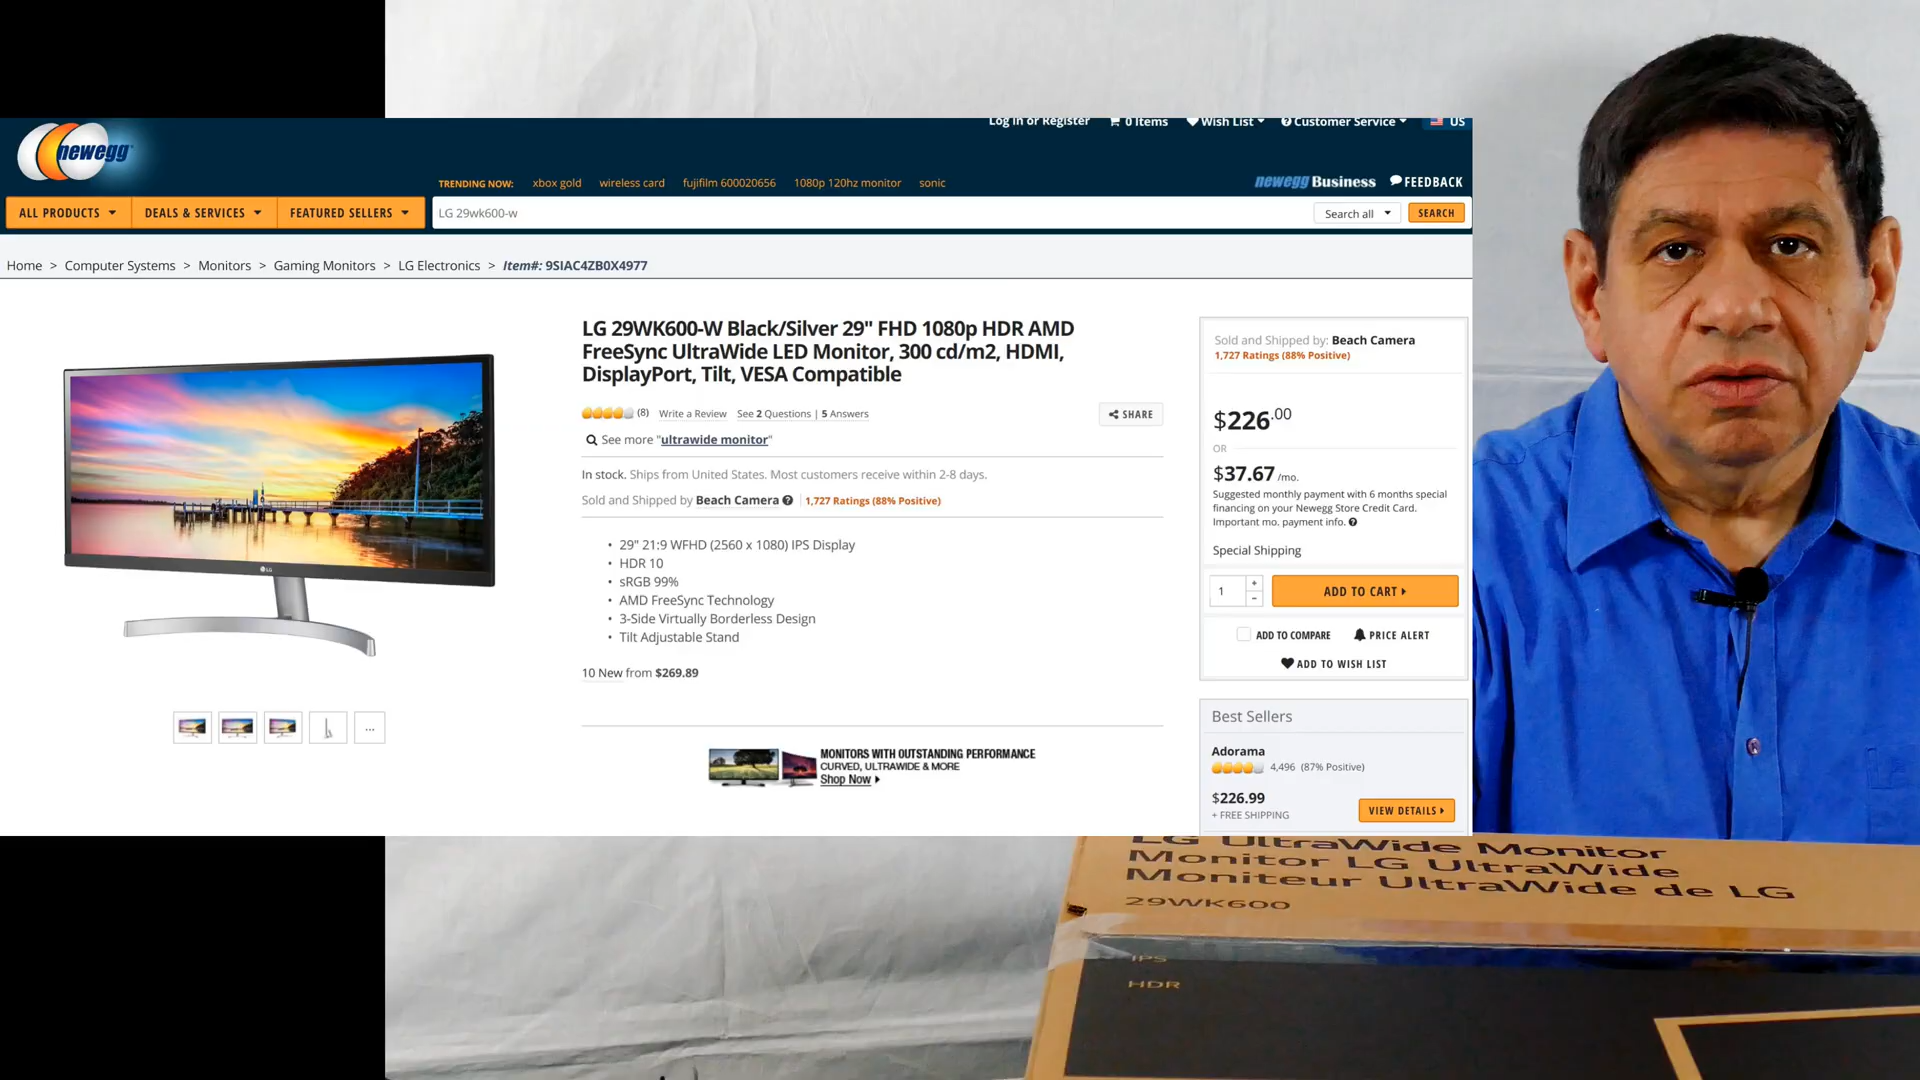 Log in or Register
0 Items
Wish List
Customer Service
US
newegg
TRENDING NOW:
xbox gold
wireless card
fujifilm 600020656
1080p 120hz monitor
sonic
newegg Business
FEEDBACK
ALL PRODUCTS
DEALS & SERVICES
FEATURED SELLERS
LG 29wk600-w
Search all
SEARCH
Home > Computer Systems > Monitors > Gaming Monitors > LG Electronics > Item#: 9SIAC4ZB0X4977
LG 29WK600-W Black/Silver 29" FHD 1080p HDR AMD
FreeSync UltraWide LED Monitor, 300 cd/m2, HDMI,
DisplayPort, Tilt, VESA Compatible
(8) Write a Review See 2 Questions | 5 Answers
SHARE
See more "ultrawide monitor"
In stock. Ships from United States. Most customers receive within 2-8 days.
Sold and Shipped by Beach Camera | 1,727 Ratings (88% Positive)
• 29" 21:9 WFHD (2560 x 1080) IPS Display
• HDR 10
• sRGB 99%
• AMD FreeSync Technology
• 3-Side Virtually Borderless Design
• Tilt Adjustable Stand
10 New from $269.89
LG
...
MONITORS WITH OUTSTANDING PERFORMANCE
CURVED, ULTRAWIDE & MORE
Shop Now
Sold and Shipped by: Beach Camera
1,727 Ratings (88% Positive)
$226.00
OR
$37.67 /mo.
Suggested monthly payment with 6 months special
financing on your Newegg Store Credit Card.
Important mo. payment info.
Special Shipping
1
+
−
ADD TO CART
ADD TO COMPARE
PRICE ALERT
ADD TO WISH LIST
Best Sellers
Adorama
4,496 (87% Positive)
$226.99
+ FREE SHIPPING
VIEW DETAILS
LG UltraWide Monitor
Monitor LG UltraWide
Moniteur UltraWide de LG
29WK600
IPS
HDR